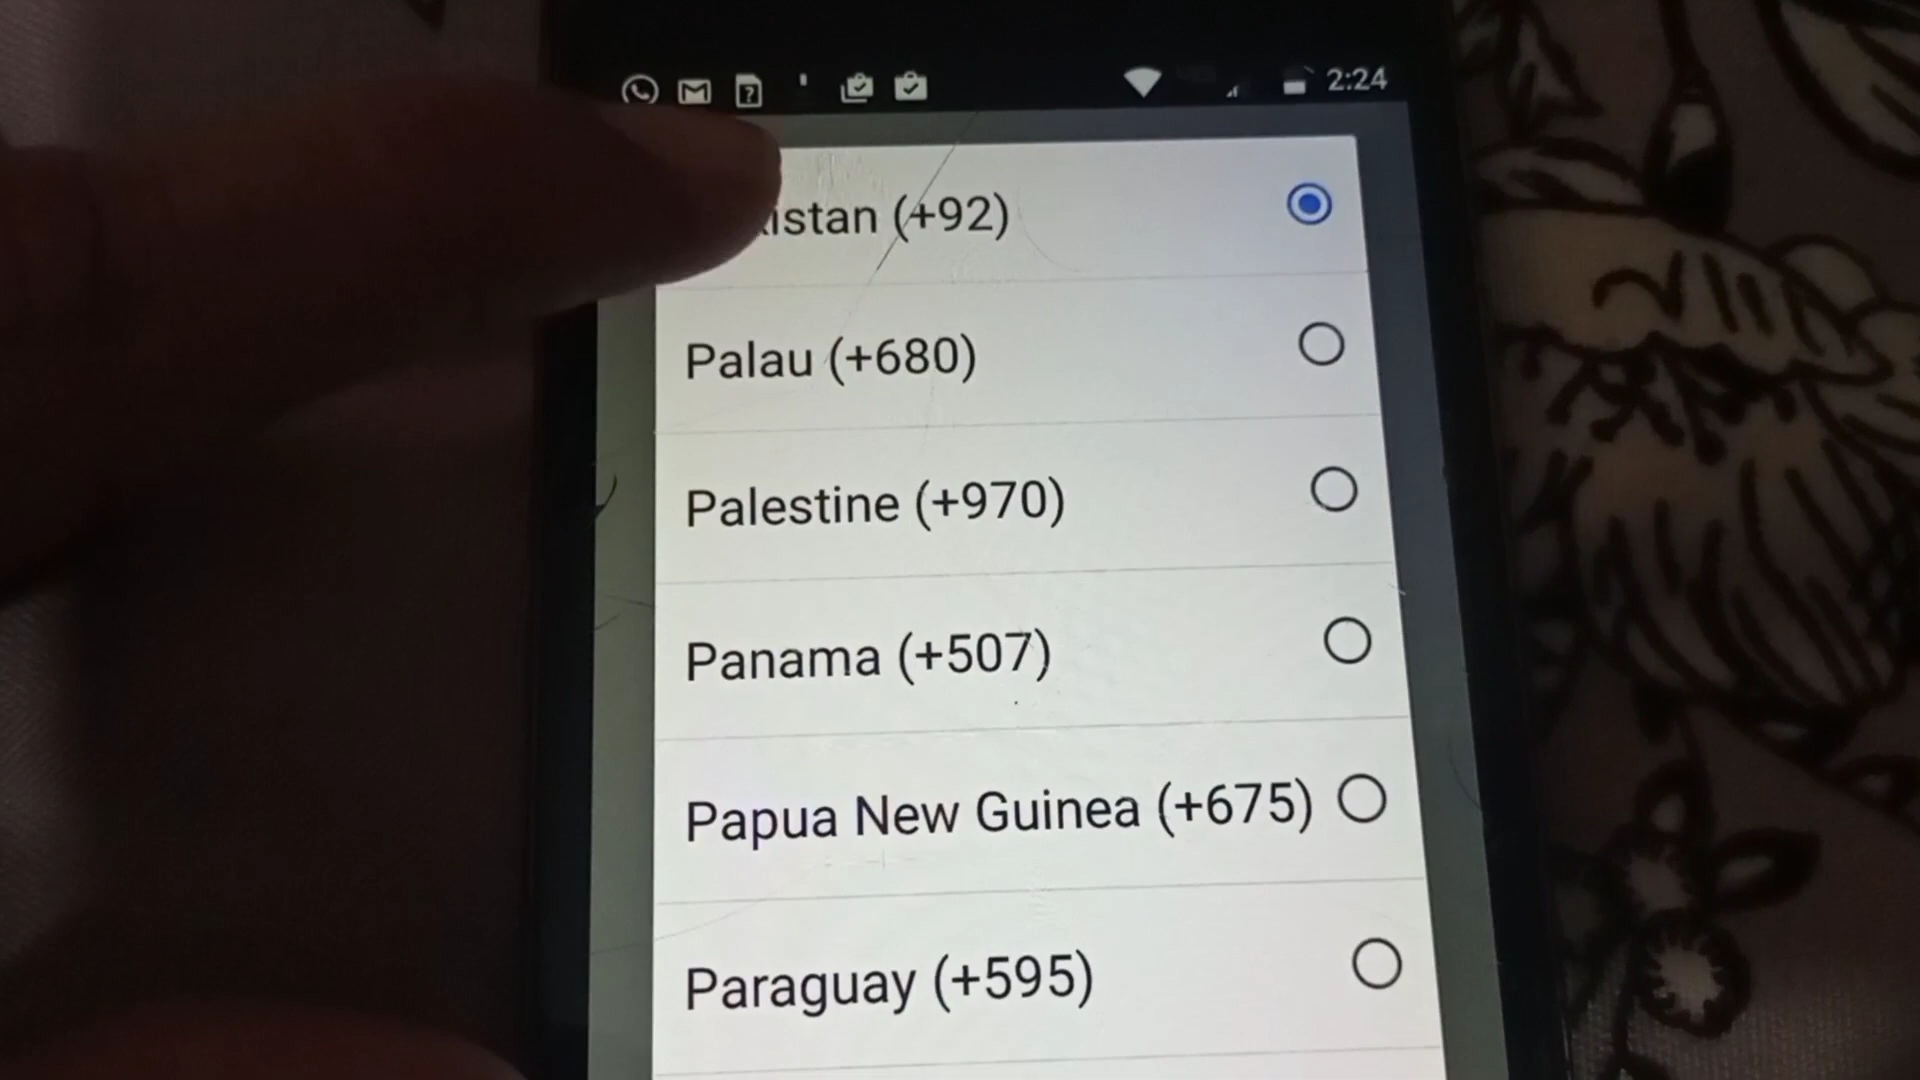 2:24
istan (+92)
Palau (+680)
Palestine (+970)
Panama (+507)
Papua New Guinea (+675)
Paraguay (+595)